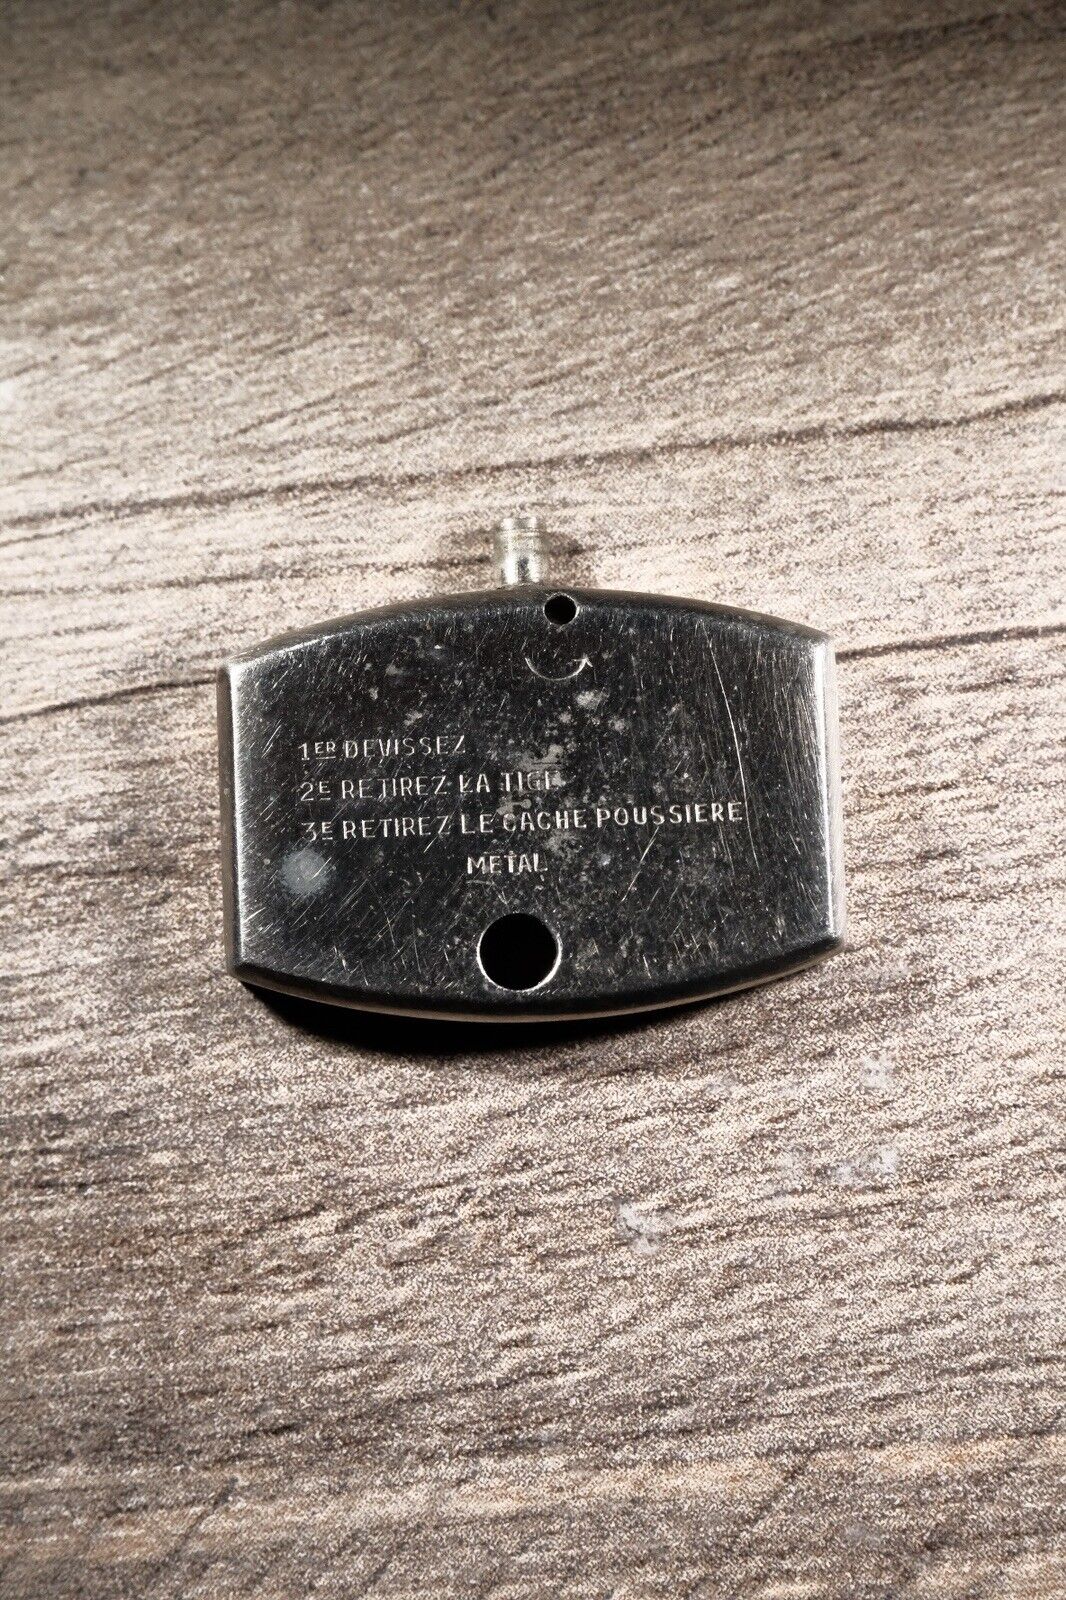 1ER DEVISSEZ
2E RETIREZ LA TIGE
3E RETIREZ LE CACHE POUSSIERE
METAL